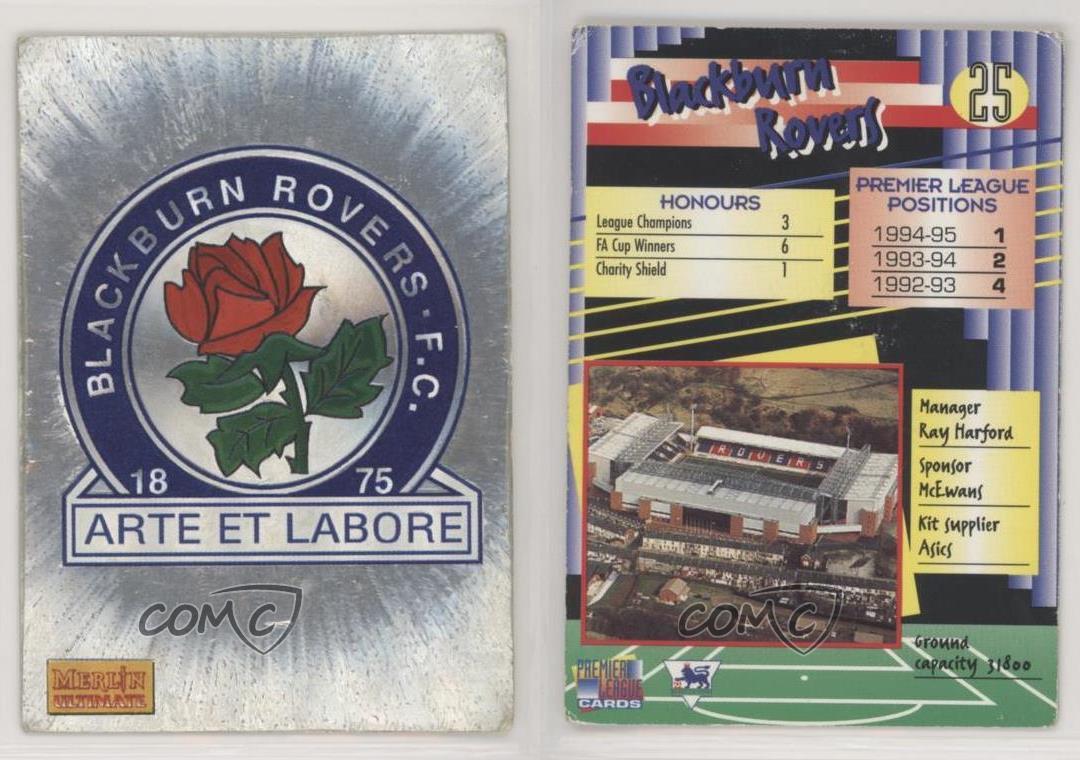 BLACKBURN ROVERS · F.C.
18 75
ARTE ET LABORE
MERLIN
ULTIMATE
COMC
Blackburn
Rovers
25
HONOURS
League Champions 3
FA Cup Winners 6
Charity Shield 1
PREMIER LEAGUE
POSITIONS
1994-95 1
1993-94 2
1992-93 4
ROVERS
Manager
Ray Harford
Sponsor
McEwans
Kit supplier
Asics
Ground
capacity 31800
PREMIER
LEAGUE
CARDS
COMC